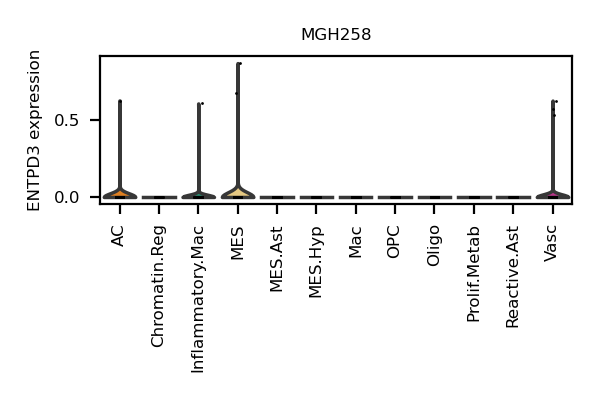 MGH258
ENTPD3 expression
0.5
0.0
AC
Chromatin.Reg
Inflammatory.Mac
MES
MES.Ast
MES.Hyp
Mac
OPC
Oligo
Prolif.Metab
Reactive.Ast
Vasc